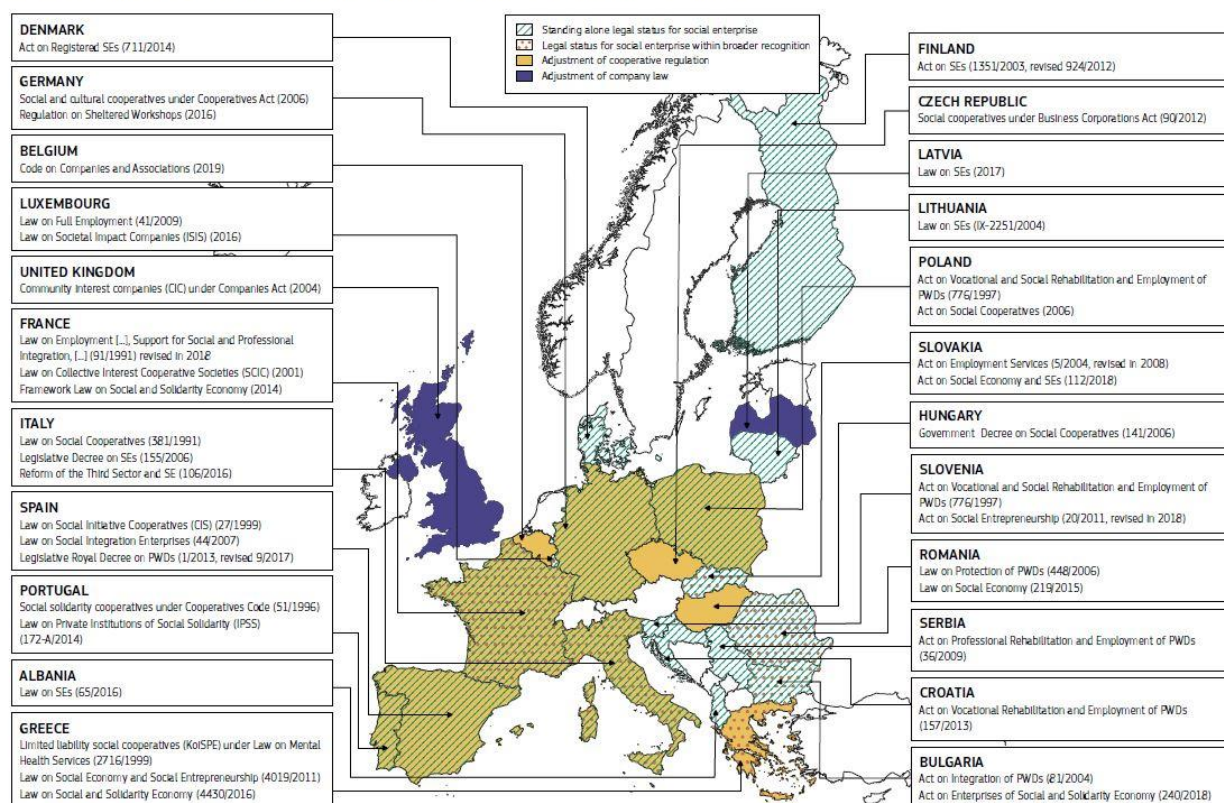 DENMARK
Act on Registered SEs (711/2014)
GERMANY
Social and cultural cooperatives under Cooperatives Act (2006)
Regulation on Sheltered Workshops (2016)
BELGIUM
Code on Companies and Associations (2019)
LUXEMBOURG
Law on Full Employment (41/2009)
Law on Societal Impact Companies (ISIS) (2016)
UNITED KINGDOM
Community interest companies (CIC) under Companies Act (2004)
FRANCE
Law on Employment [...], Support for Social and Professional
Integration, [...] (91/1991) revised in 2018
Law on Collective Interest Cooperative Societies (SCIC) (2001)
Framework Law on Social and Solidarity Economy (2014)
ITALY
Law on Social Cooperatives (381/1991)
Legislative Decree on SEs (155/2006)
Reform of the Third Sector and SE (106/2016)
SPAIN
Law on Social Initiative Cooperatives (CIS) (27/1999)
Law on Social Integration Enterprises (44/2007)
Legislative Royal Decree on PWDs (1/2013, revised 9/2017)
PORTUGAL
Social solidarity cooperatives under Cooperatives Code (51/1996)
Law on Private Institutions of Social Solidarity (IPSS)
(172-A/2014)
ALBANIA
Law on SEs (65/2016)
GREECE
Limited liability social cooperatives (KoiSPE) under Law on Mental
Health Services (2716/1999)
Law on Social Economy and Social Entrepreneurship (4019/2011)
Law on Social and Solidarity Economy (4430/2016)
Standing alone legal status for social enterprise
Legal status for social enterprise within broader recognition
Adjustment of cooperative regulation
Adjustment of company law
FINLAND
Act on SEs (1351/2003, revised 924/2012)
CZECH REPUBLIC
Social cooperatives under Business Corporations Act (90/2012)
LATVIA
Law on SEs (2017)
LITHUANIA
Law on SEs (IX-2251/2004)
POLAND
Act on Vocational and Social Rehabilitation and Employment of
PWDs (776/1997)
Act on Social Cooperatives (2006)
SLOVAKIA
Act on Employment Services (5/2004, revised in 2008)
Act on Social Economy and SEs (112/2018)
HUNGARY
Government Decree on Social Cooperatives (141/2006)
SLOVENIA
Act on Vocational and Social Rehabilitation and Employment of
PWDs (776/1997)
Act on Social Entrepreneurship (20/2011, revised in 2018)
ROMANIA
Law on Protection of PWDs (448/2006)
Law on Social Economy (219/2015)
SERBIA
Act on Professional Rehabilitation and Employment of PWDs
(36/2009)
CROATIA
Act on Vocational Rehabilitation and Employment of PWDs
(157/2013)
BULGARIA
Act on Integration of PWDs (81/2004)
Act on Enterprises of Social and Solidarity Economy (240/2018)